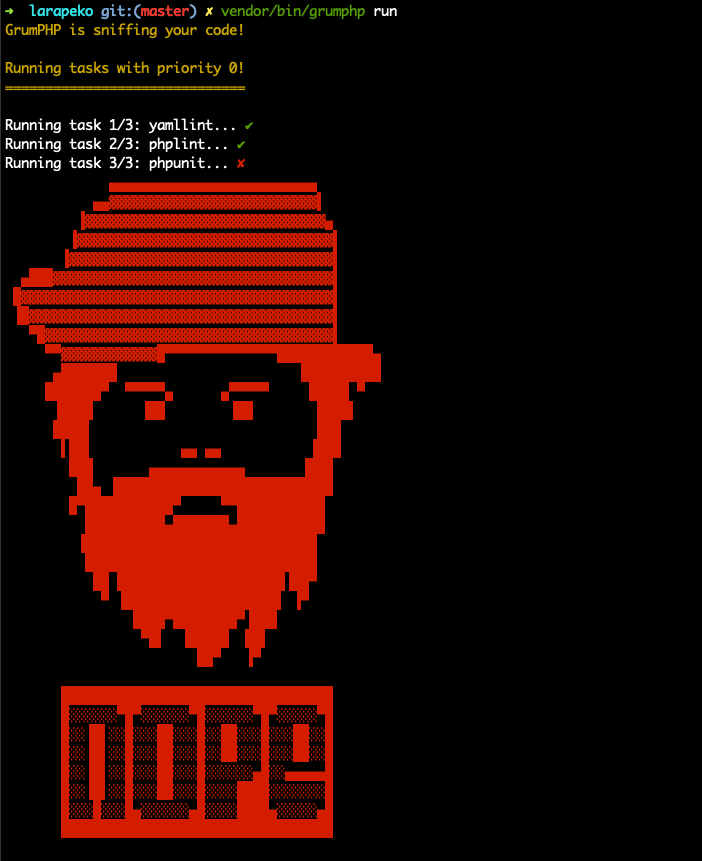 ➜ larapeko git:(master) ✗ vendor/bin/grumphp run
GrumPHP is sniffing your code!
Running tasks with priority 0!
==============================
Running task 1/3: yamllint... ✔
Running task 2/3: phplint... ✔
Running task 3/3: phpunit... ✘
NOPE